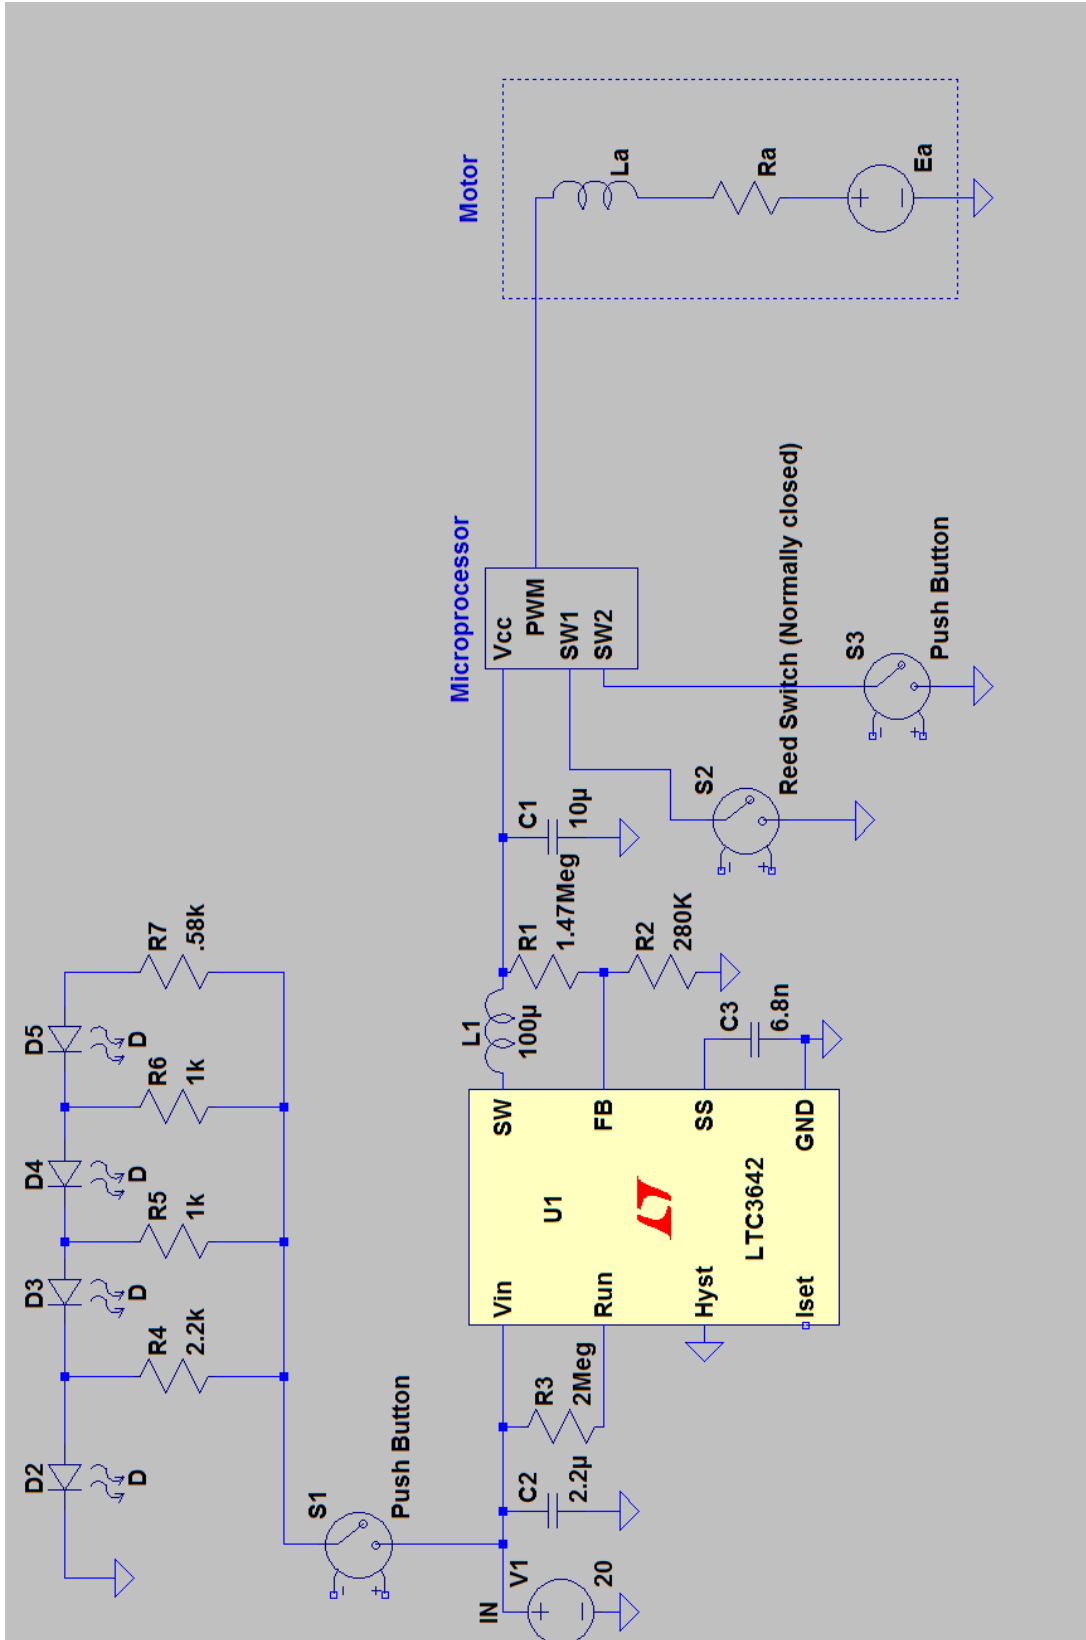 D2
D
D3
D
D4
D
D5
D
R4
2.2k
R5
1k
R6
1k
R7
.58k
S1
Push Button
IN
V1
20
C2
2.2µ
R3
2Meg
Vin
Run
Hyst
Iset
U1
LTC3642
SW
FB
SS
GND
L1
100µ
R1
1.47Meg
R2
280K
C3
6.8n
C1
10µ
S2
Reed Switch (Normally closed)
S3
Push Button
Microprocessor
Vcc
PWM
SW1
SW2
Motor
La
Ra
Ea